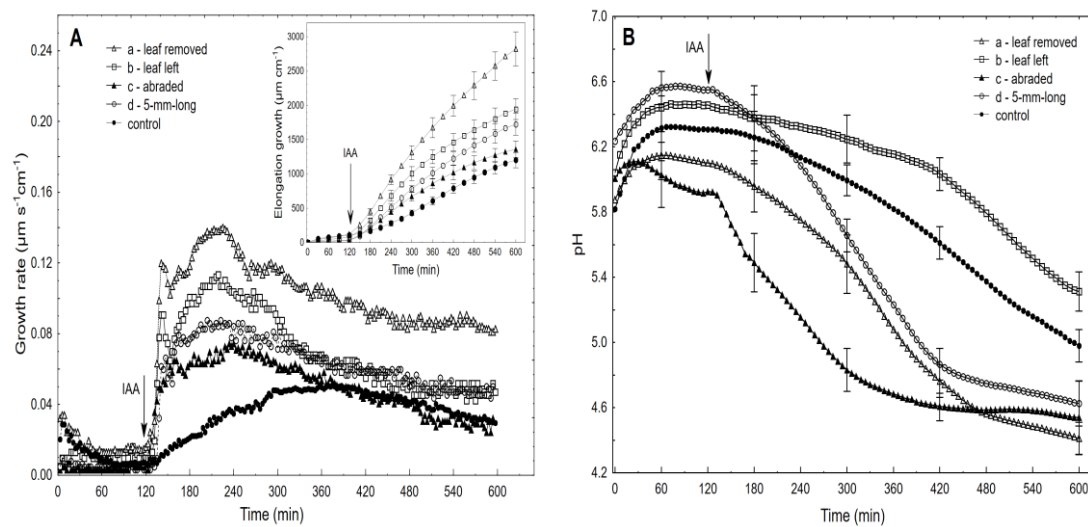 A
a - leaf removed
b - leaf left
c - abraded
d - 5-mm-long
control
IAA
Growth rate (µm s⁻¹cm⁻¹)
0.24
0.20
0.16
0.12
0.08
0.04
0.00
0 60 120 180 240 300 360 420 480 540 600
Time (min)
Elongation growth (µm cm⁻¹)
3000
2500
2000
1500
1000
500
0
IAA
0 60 120 180 240 300 360 420 480 540 600
Time (min)
B
IAA
a - leaf removed
b - leaf left
c - abraded
d - 5-mm-long
control
pH
7.0
6.6
6.2
5.8
5.4
5.0
4.6
4.2
0 60 120 180 240 300 360 420 480 540 600
Time (min)